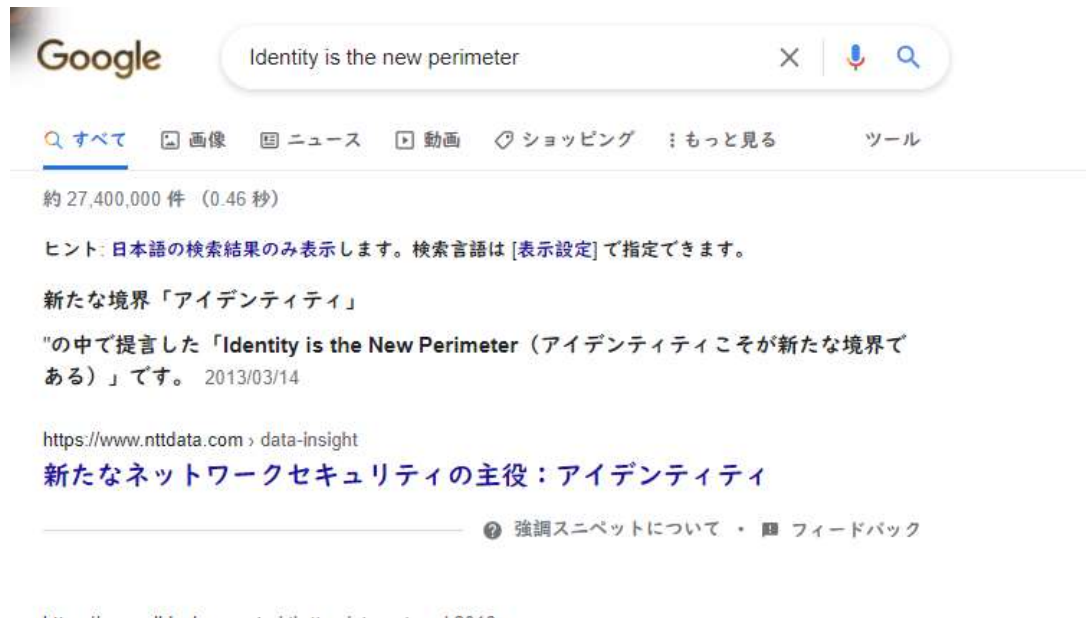 Google
Identity is the new perimeter
すべて 画像 ニュース 動画 ショッピング もっと見る ツール
約 27,400,000 件 (0.46 秒)
ヒント: 日本語の検索結果のみ表示します。検索言語は [表示設定] で指定できます。
新たな境界「アイデンティティ」
"の中で提言した「Identity is the New Perimeter（アイデンティティこそが新たな境界で
ある）」です。 2013/03/14
https://www.nttdata.com › data-insight
新たなネットワークセキュリティの主役：アイデンティティ
強調スニペットについて ・ フィードバック